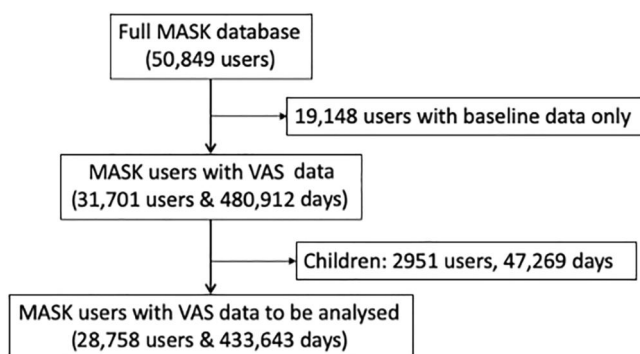 Full MASK database
(50,849 users)
19,148 users with baseline data only
MASK users with VAS data
(31,701 users & 480,912 days)
Children: 2951 users, 47,269 days
MASK users with VAS data to be analysed
(28,758 users & 433,643 days)